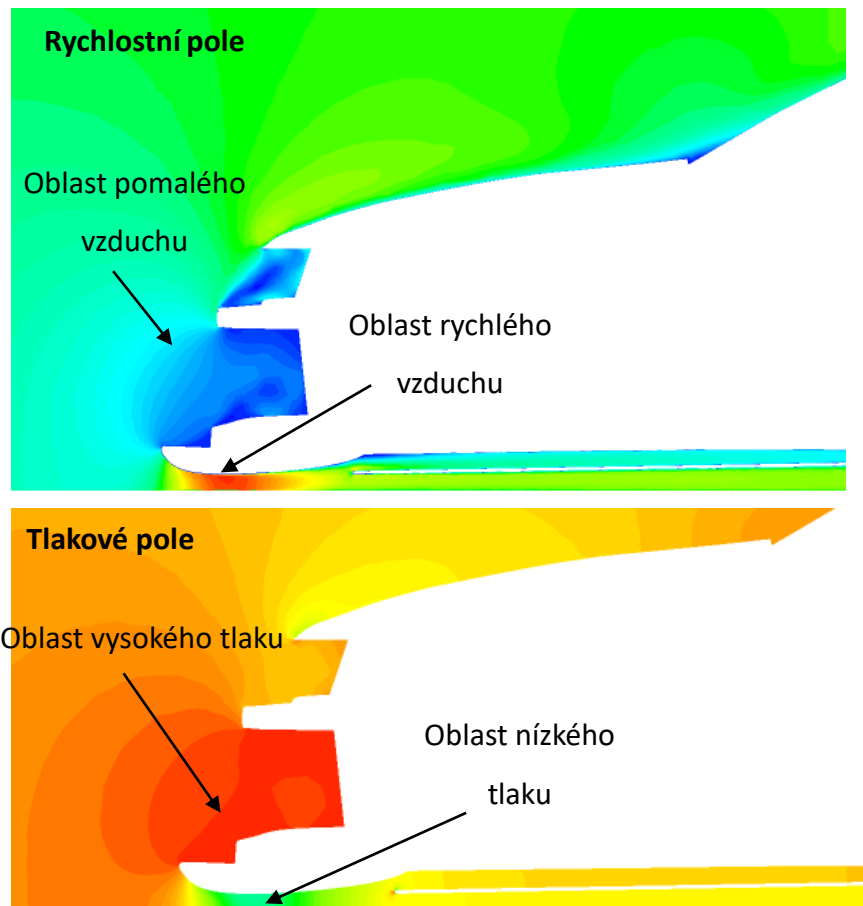 Rychlostní pole
Oblast pomalého
vzduchu
Oblast rychlého
vzduchu
Tlakové pole
Oblast vysokého tlaku
Oblast nízkého
tlaku